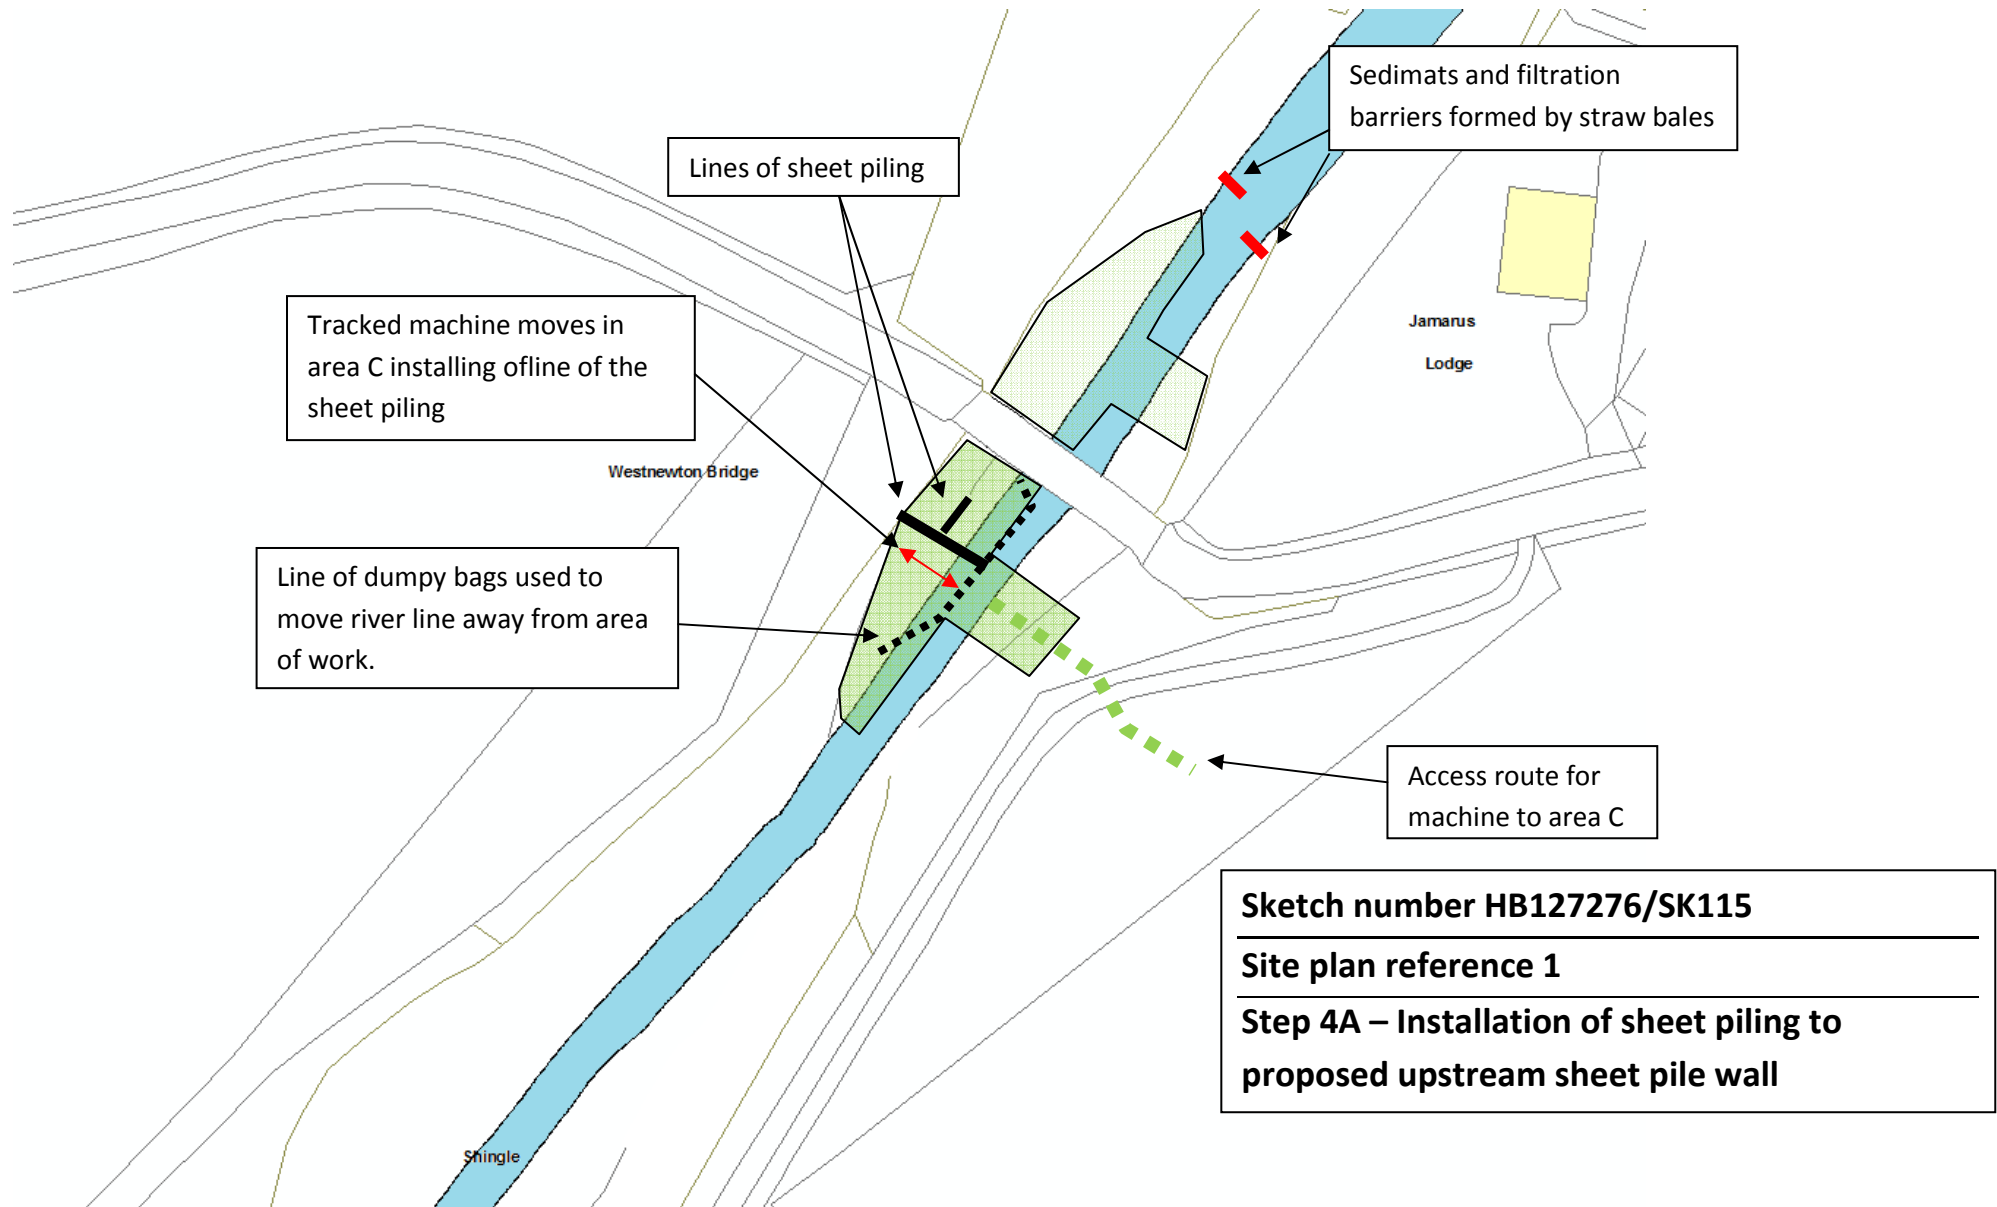 Sedimats and filtration
barriers formed by straw bales
Lines of sheet piling
Tracked machine moves in
area C installing ofline of the
sheet piling
Jamarus
Lodge
Westnewton Bridge
Line of dumpy bags used to
move river line away from area
of work.
Access route for
machine to area C
Sketch number HB127276/SK115
Site plan reference 1
Step 4A – Installation of sheet piling to
proposed upstream sheet pile wall
Shingle